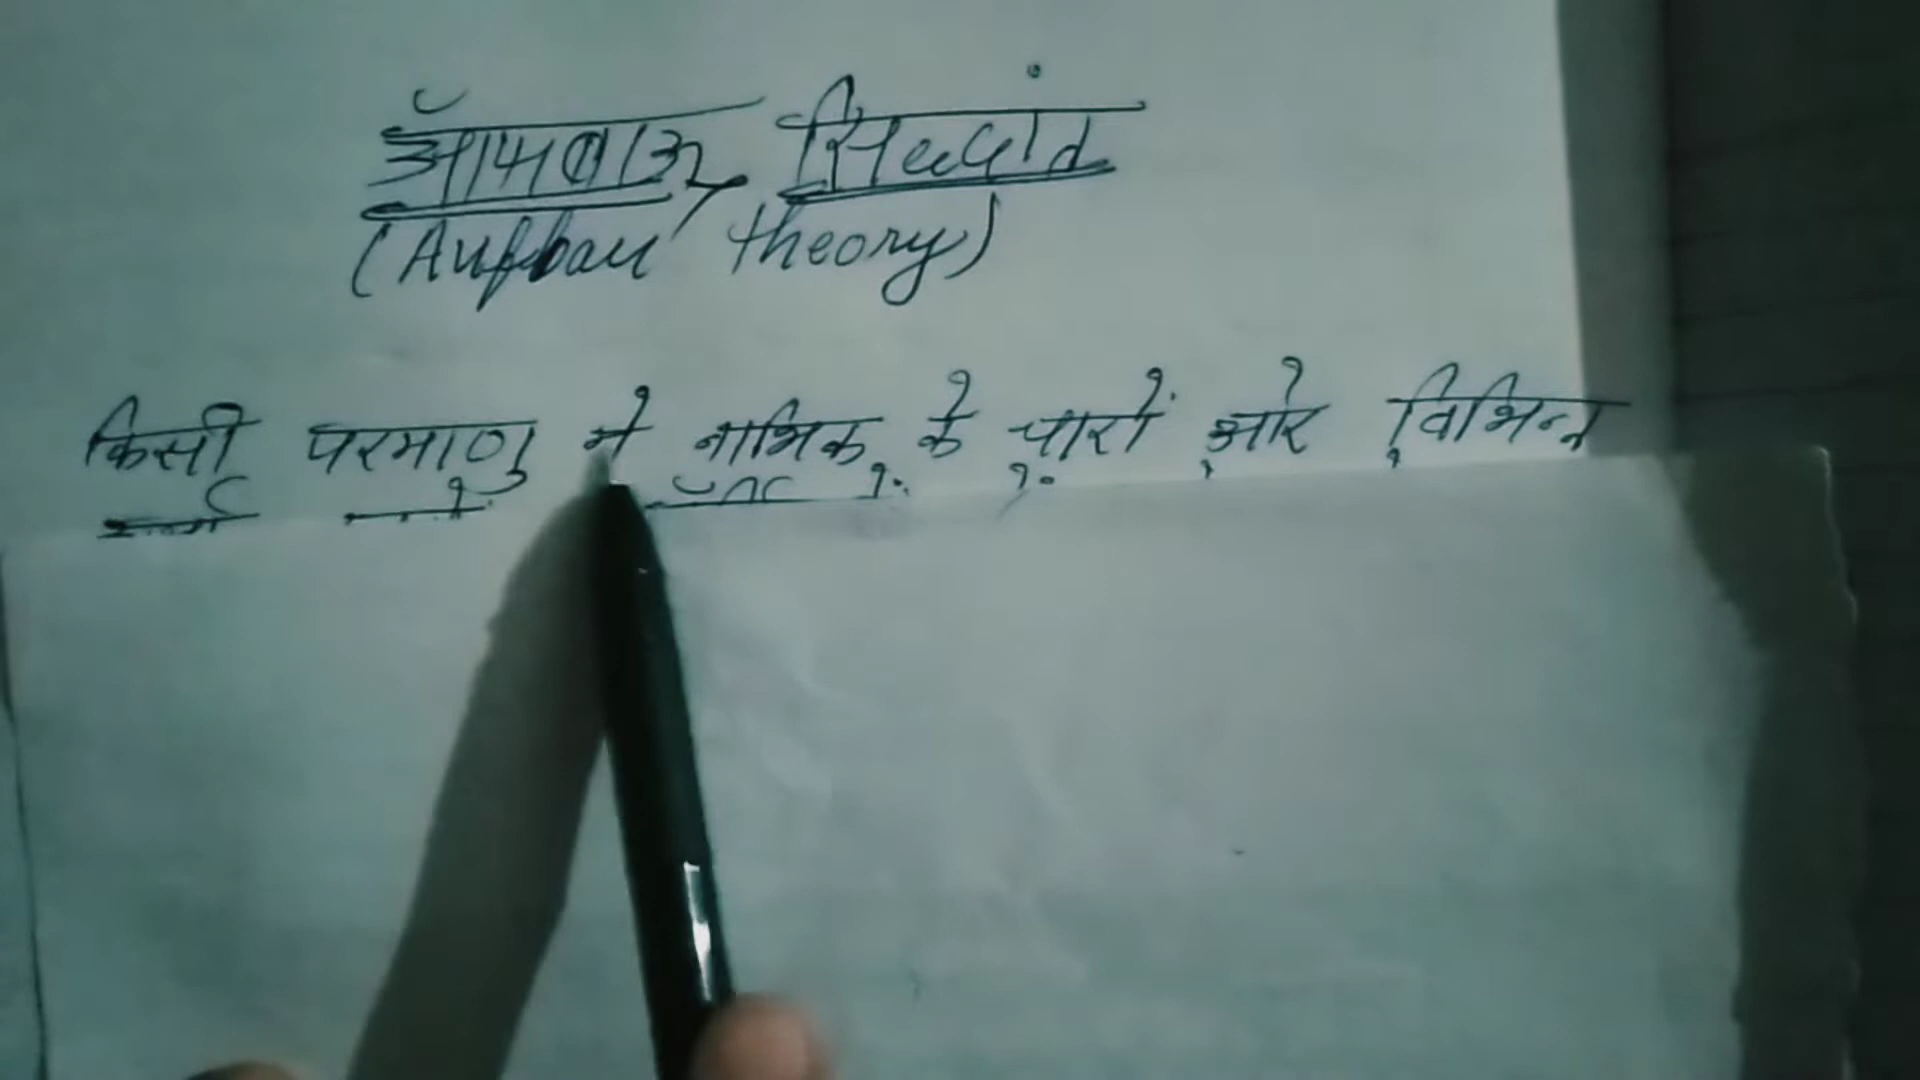 ऑफबाऊ सिद्धांत
(Aufbau theory)
किसी परमाणु मे नाभिक के चारों ओर विभिन्न